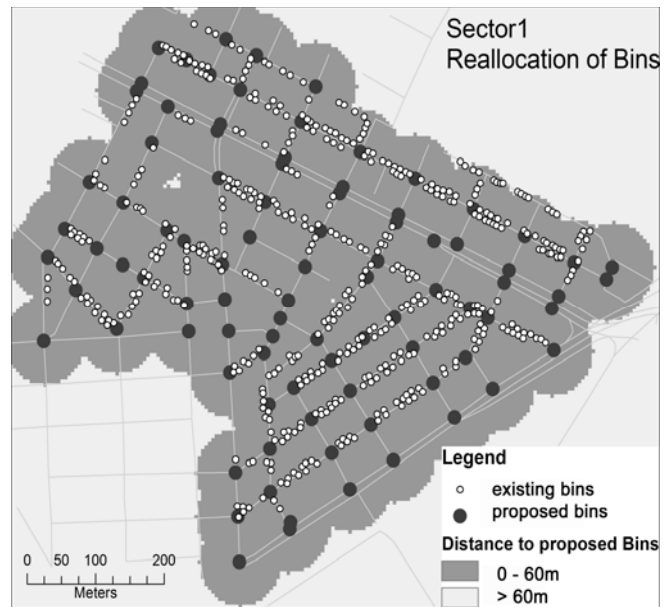 Sector1
Reallocation of Bins
Legend
existing bins
proposed bins
Distance to proposed Bins
0 - 60m
> 60m
0 50 100 200
Meters